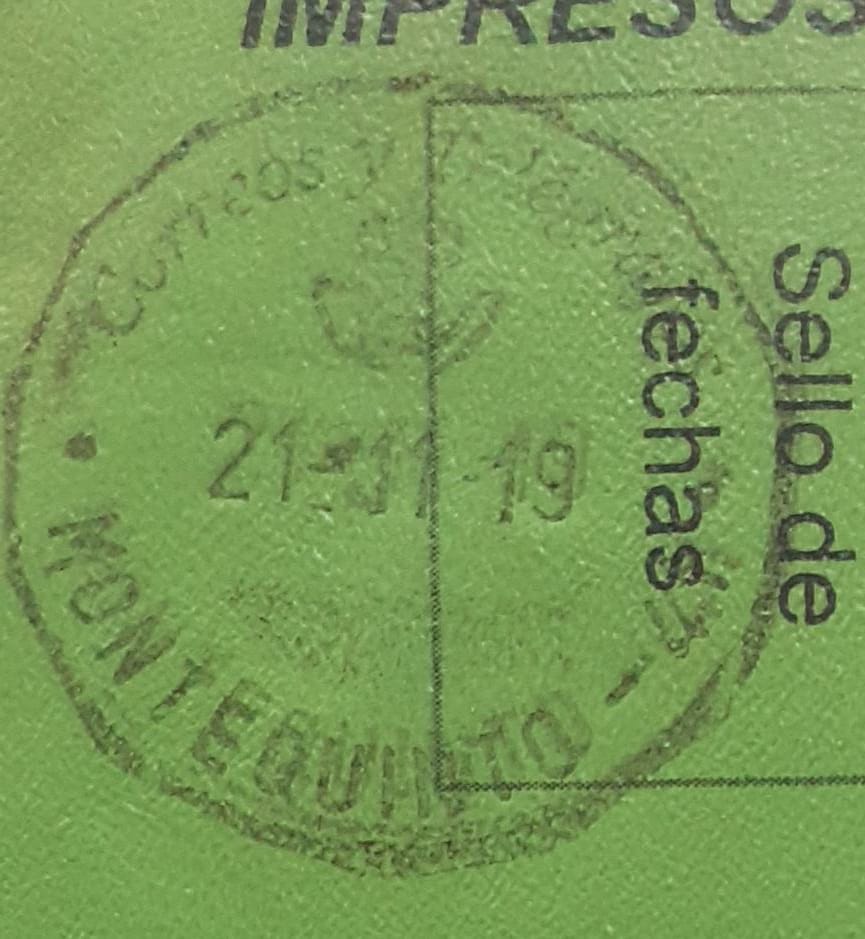 IMPRESOS
Correos y Telégrafos
21-11-19
MONTEQUINTO -
Sello de
fechas